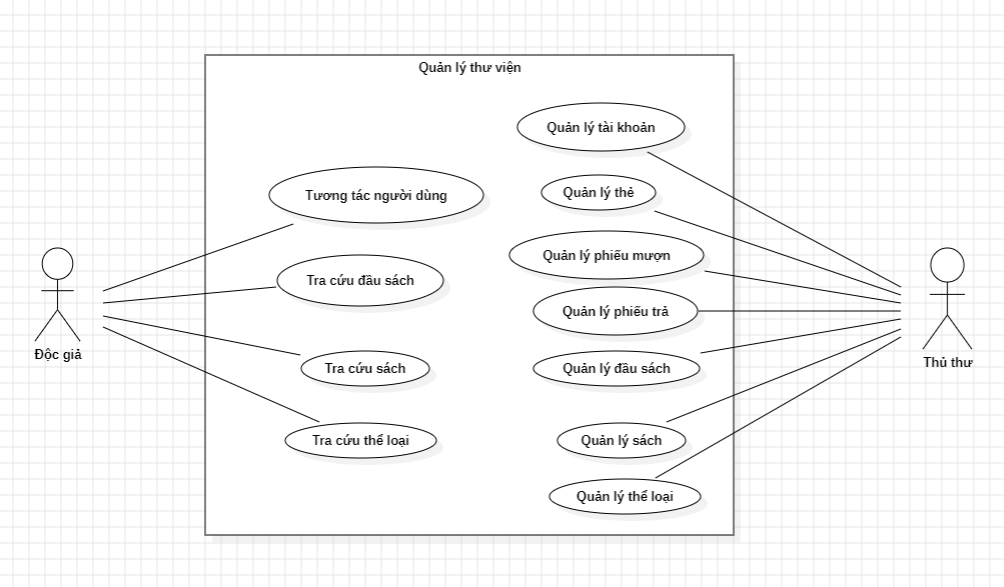 Quản lý thư viện
Quản lý tài khoản
Tương tác người dùng
Quản lý thẻ
Quản lý phiếu mượn
Tra cứu đầu sách
Quản lý phiếu trả
Độc giả
Thủ thư
Tra cứu sách
Quản lý đầu sách
Tra cứu thể loại
Quản lý sách
Quản lý thể loại